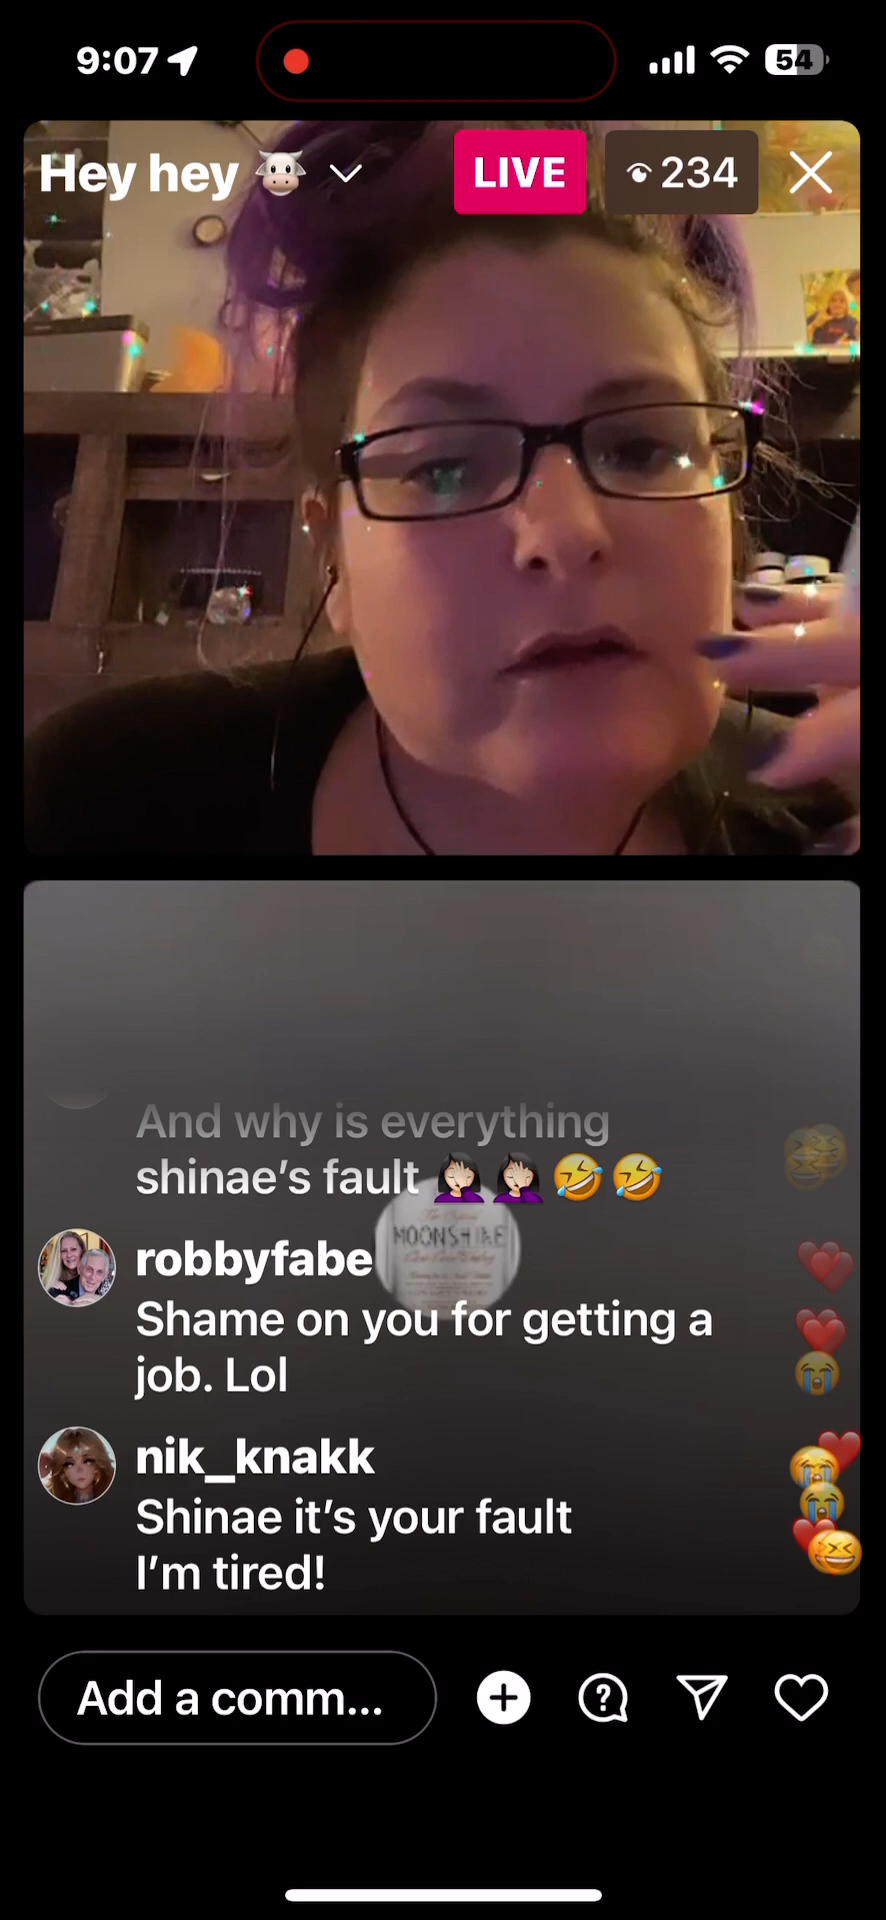 9:07
54
Hey hey 🐮
LIVE
234
And why is everything
shinae’s fault 🤦🏻‍♀️🤦🏻‍♀️🤣🤣
MOONSHINE
robbyfabe
Shame on you for getting a
job. Lol
nik_knakk
Shinae it’s your fault
I’m tired!
Add a comm...